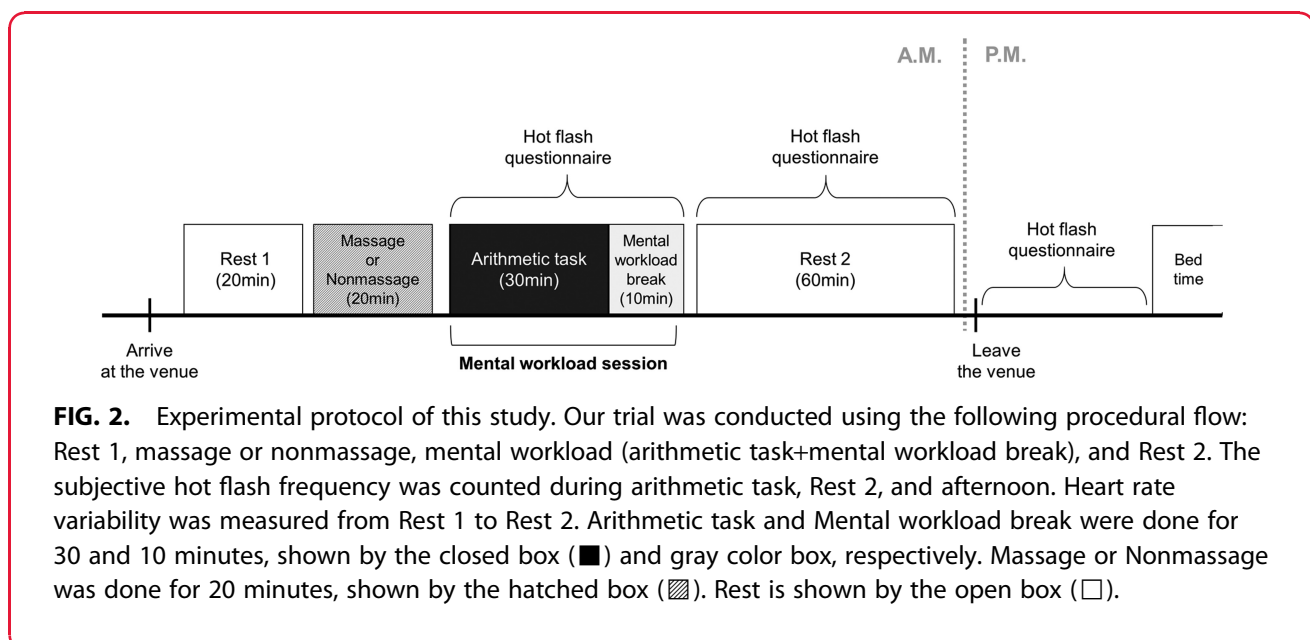 A.M. P.M.
Hot flash
questionnaire
Hot flash
questionnaire
Hot flash
questionnaire
Rest 1
(20min)
Massage
or
Nonmassage
(20min)
Arithmetic task
(30min)
Mental
workload
break
(10min)
Rest 2
(60min)
Bed
time
Arrive
at the venue
Mental workload session
Leave
the venue
FIG. 2. Experimental protocol of this study. Our trial was conducted using the following procedural flow:
Rest 1, massage or nonmassage, mental workload (arithmetic task+mental workload break), and Rest 2. The
subjective hot flash frequency was counted during arithmetic task, Rest 2, and afternoon. Heart rate
variability was measured from Rest 1 to Rest 2. Arithmetic task and Mental workload break were done for
30 and 10 minutes, shown by the closed box (■) and gray color box, respectively. Massage or Nonmassage
was done for 20 minutes, shown by the hatched box (▨). Rest is shown by the open box (□).